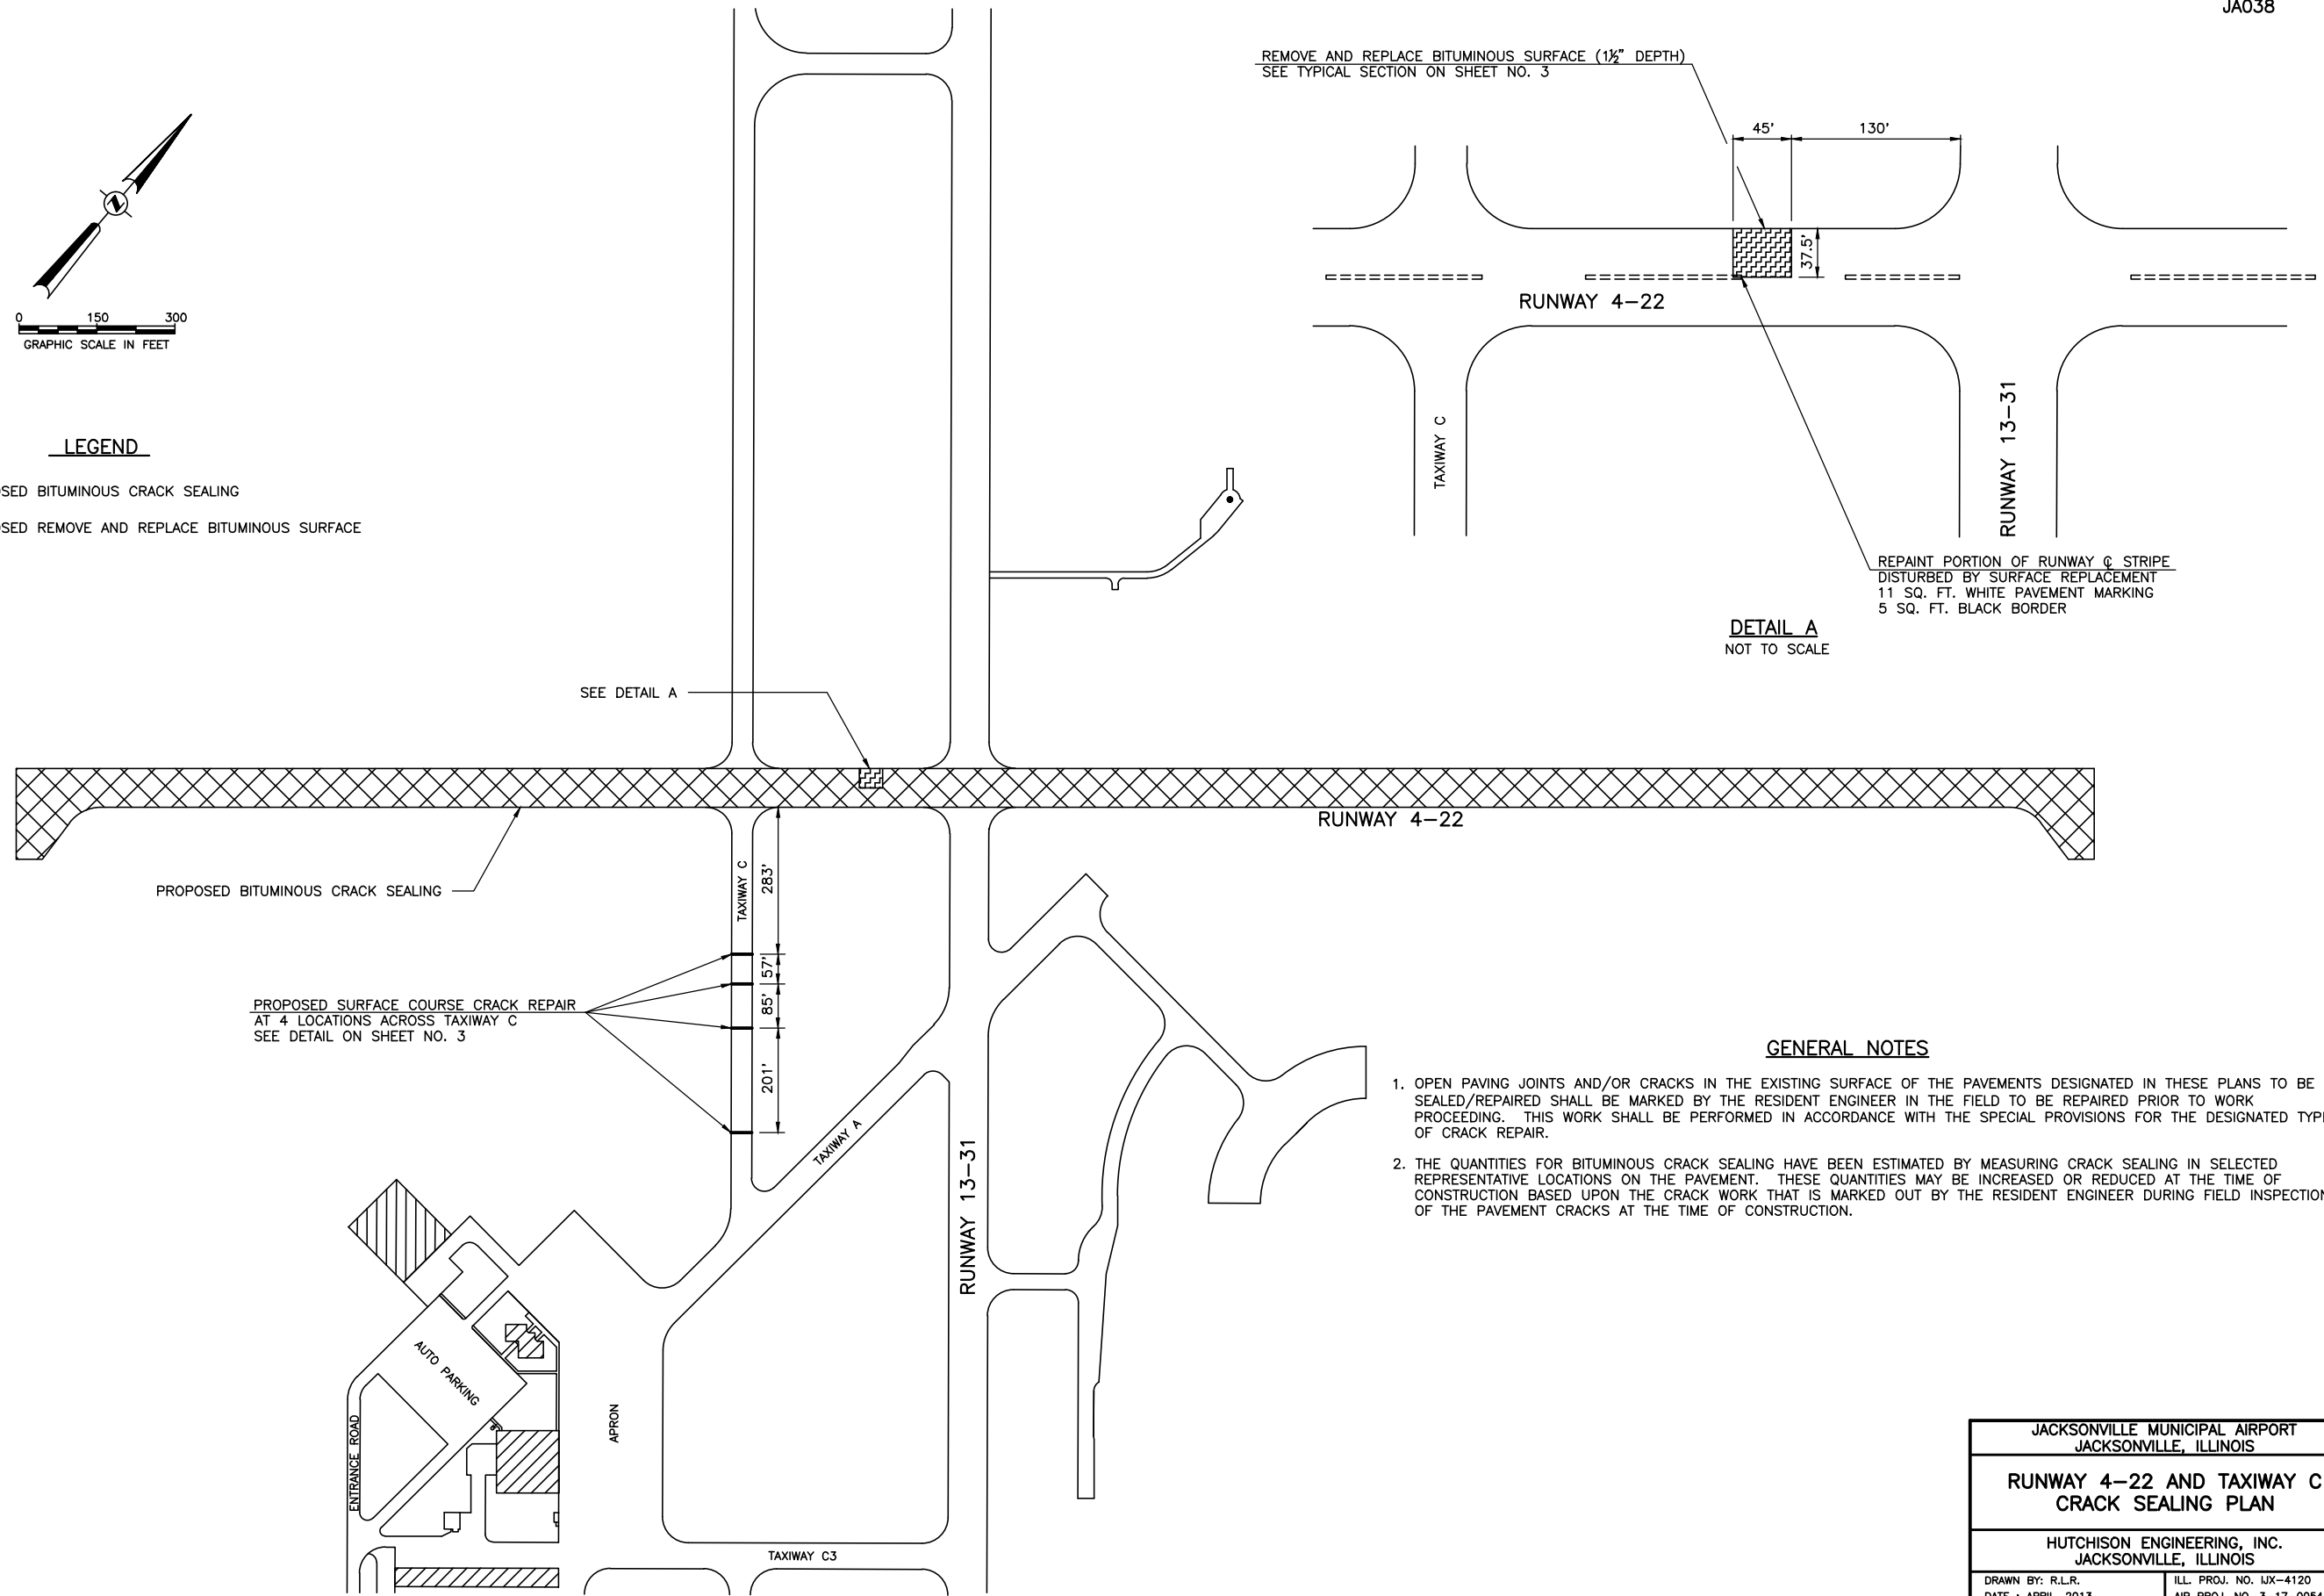 JA038
REMOVE AND REPLACE BITUMINOUS SURFACE (1½" DEPTH)
SEE TYPICAL SECTION ON SHEET NO. 3
45'
130'
37.5'
RUNWAY 4-22
TAXIWAY C
RUNWAY 13-31
REPAINT PORTION OF RUNWAY ℄ STRIPE
DISTURBED BY SURFACE REPLACEMENT
11 SQ. FT. WHITE PAVEMENT MARKING
5 SQ. FT. BLACK BORDER
DETAIL A
NOT TO SCALE
N
0 150 300
GRAPHIC SCALE IN FEET
LEGEND
BITUMINOUS CRACK SEALING
REMOVE AND REPLACE BITUMINOUS SURFACE
SEE DETAIL A
RUNWAY 4-22
PROPOSED BITUMINOUS CRACK SEALING
TAXIWAY C
283'
57'
85'
201'
PROPOSED SURFACE COURSE CRACK REPAIR
AT 4 LOCATIONS ACROSS TAXIWAY C
SEE DETAIL ON SHEET NO. 3
TAXIWAY A
RUNWAY 13-31
AUTO PARKING
ENTRANCE ROAD
APRON
TAXIWAY C3
GENERAL NOTES
1. OPEN PAVING JOINTS AND/OR CRACKS IN THE EXISTING SURFACE OF THE PAVEMENTS DESIGNATED IN THESE PLANS TO BE
SEALED/REPAIRED SHALL BE MARKED BY THE RESIDENT ENGINEER IN THE FIELD TO BE REPAIRED PRIOR TO WORK
PROCEEDING. THIS WORK SHALL BE PERFORMED IN ACCORDANCE WITH THE SPECIAL PROVISIONS FOR THE DESIGNATED TYPE
OF CRACK REPAIR.
2. THE QUANTITIES FOR BITUMINOUS CRACK SEALING HAVE BEEN ESTIMATED BY MEASURING CRACK SEALING IN SELECTED
REPRESENTATIVE LOCATIONS ON THE PAVEMENT. THESE QUANTITIES MAY BE INCREASED OR REDUCED AT THE TIME OF
CONSTRUCTION BASED UPON THE CRACK WORK THAT IS MARKED OUT BY THE RESIDENT ENGINEER DURING FIELD INSPECTION
OF THE PAVEMENT CRACKS AT THE TIME OF CONSTRUCTION.
JACKSONVILLE MUNICIPAL AIRPORT
JACKSONVILLE, ILLINOIS
RUNWAY 4-22 AND TAXIWAY C
CRACK SEALING PLAN
HUTCHISON ENGINEERING, INC.
JACKSONVILLE, ILLINOIS
DRAWN BY: R.L.R.
ILL. PROJ. NO. IJX-4120
DATE : APRIL, 2013
AIP PROJ. NO. 3-17-0054